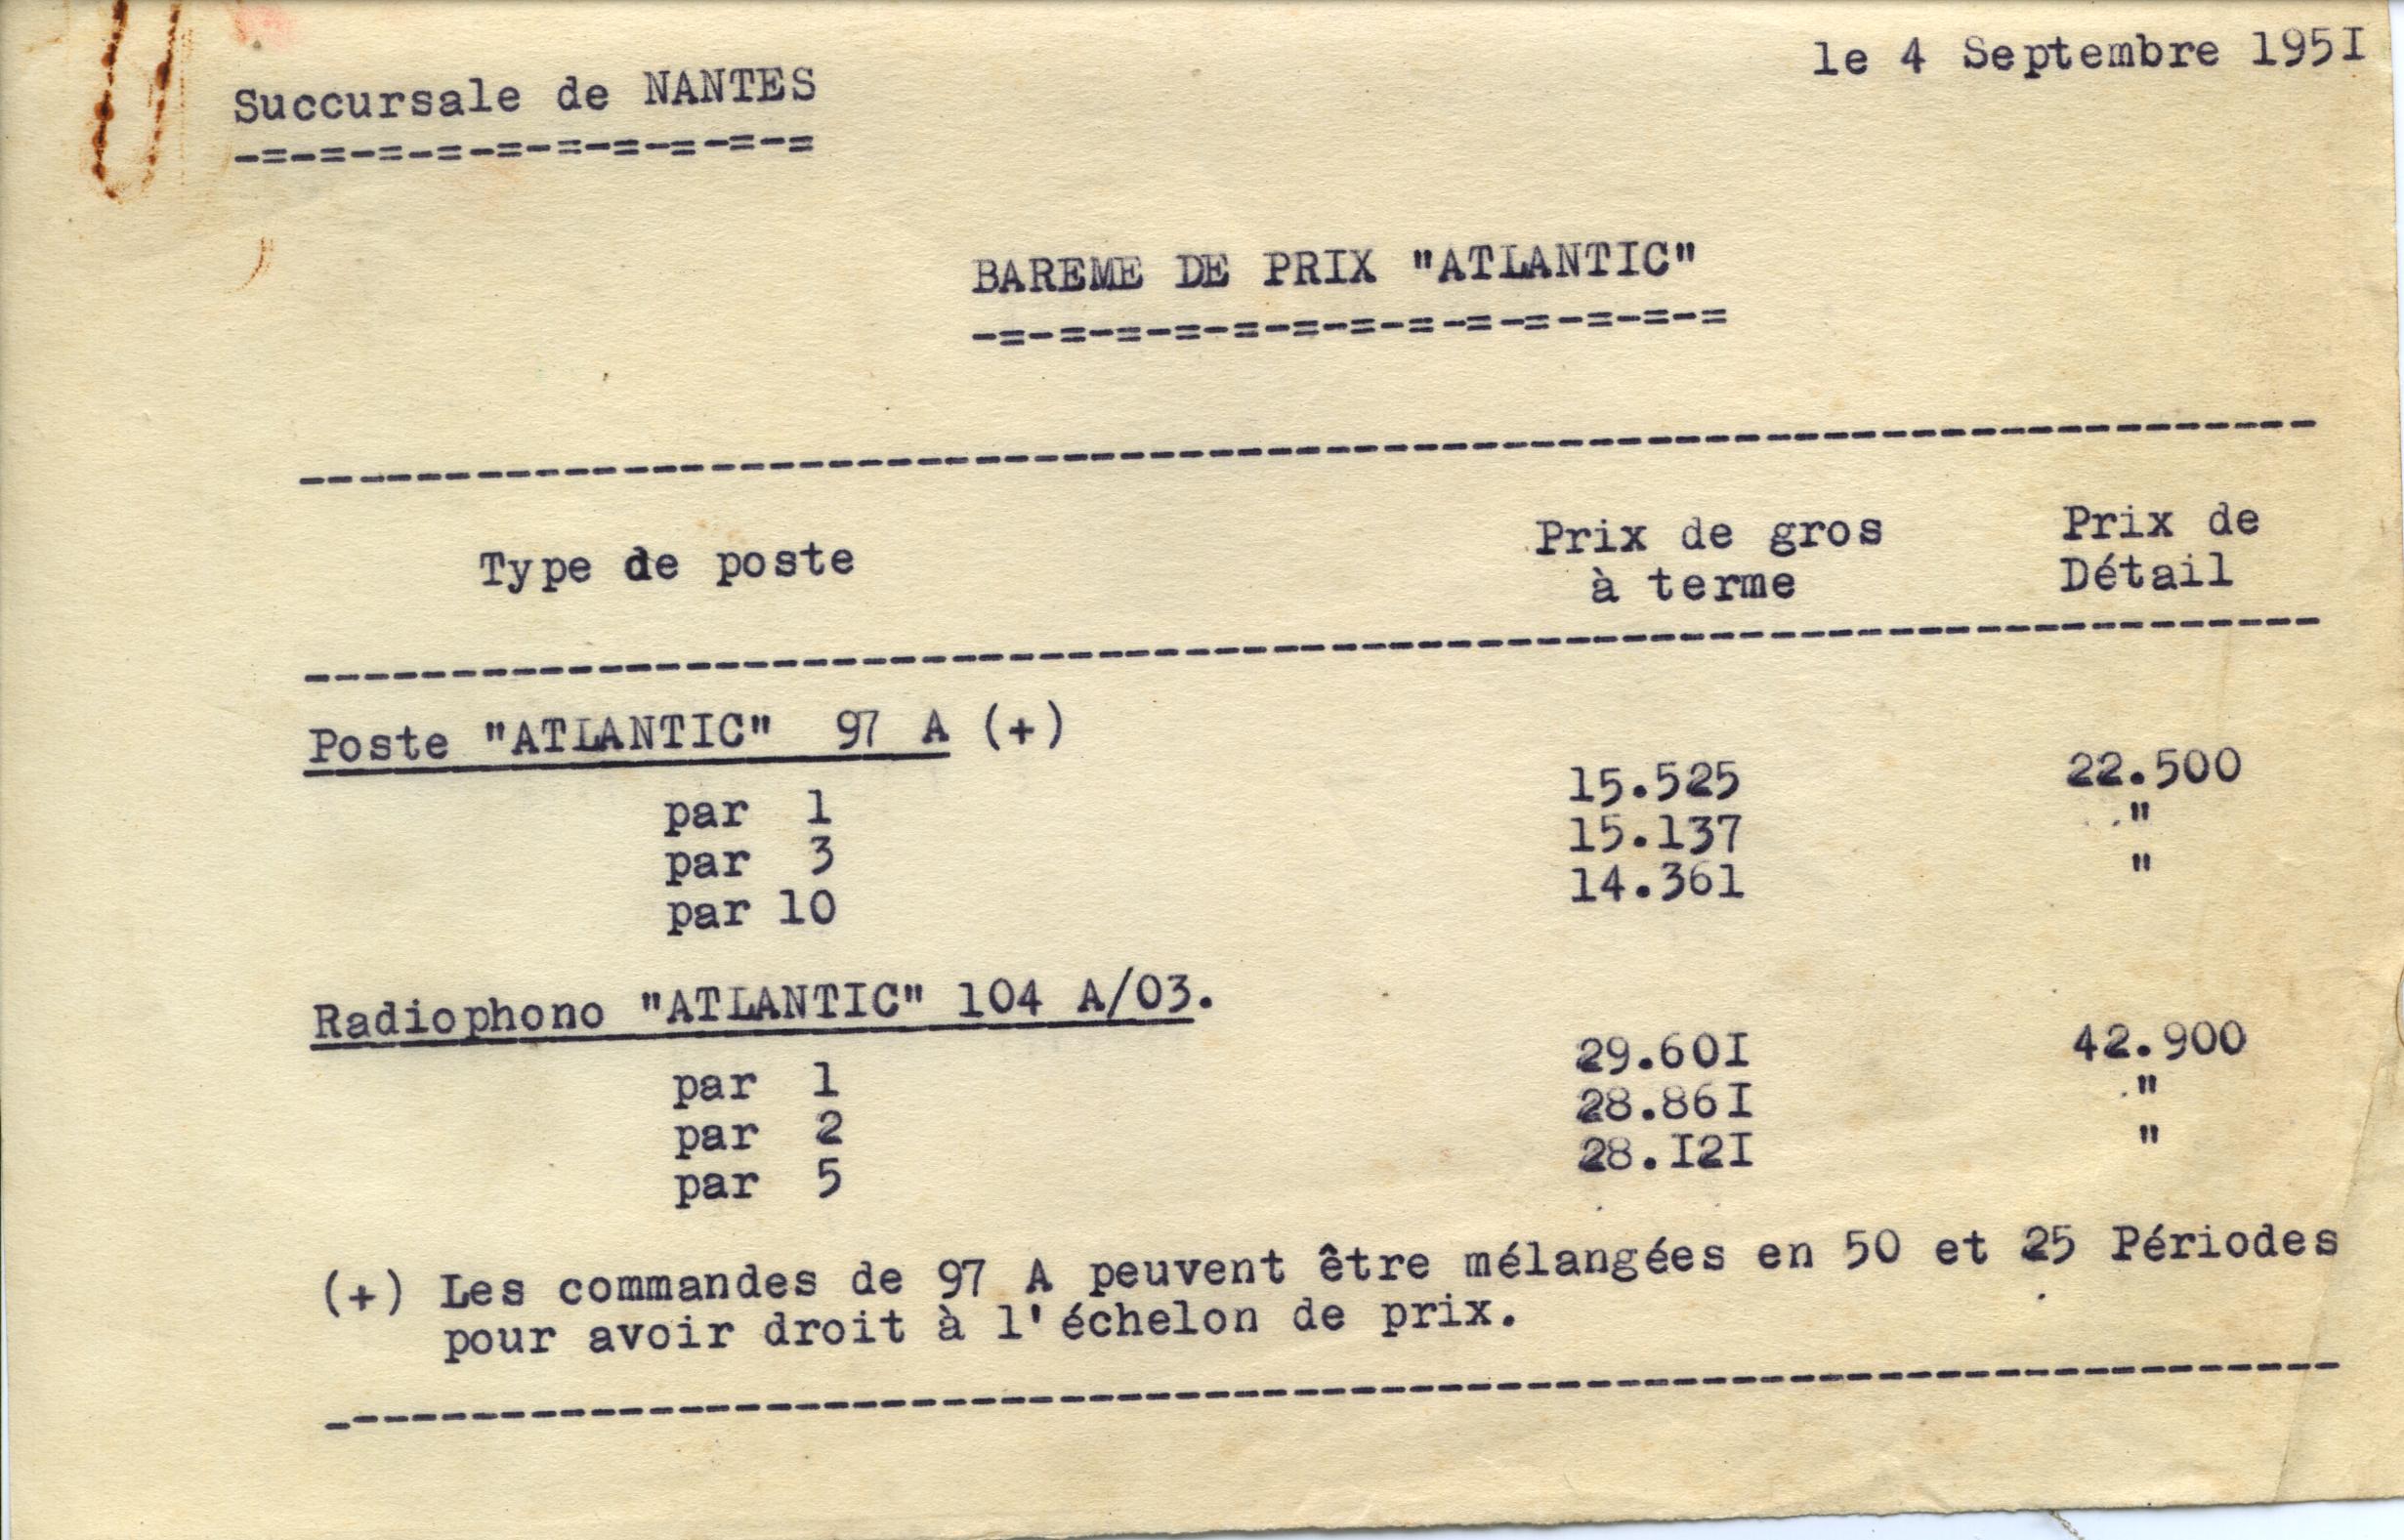 le 4 Septembre 195I
Succursale de NANTES
-=-=-=-=-=-=-=-=-=-=
BAREME DE PRIX "ATLANTIC"
-=-=-=-=-=-=-=-=-=-=-=-=-=
Type de poste Prix de gros Prix de
à terme Détail
Poste "ATLANTIC" 97 A (+)
par 1 15.525 22.500
par 3 15.137 "
par 10 14.361 "
Radiophono "ATLANTIC" 104 A/03.
par 1 29.60I 42.900
par 2 28.86I "
par 5 28.I2I "
(+) Les commandes de 97 A peuvent être mélangées en 50 et 25 Périodes
pour avoir droit à l'échelon de prix.